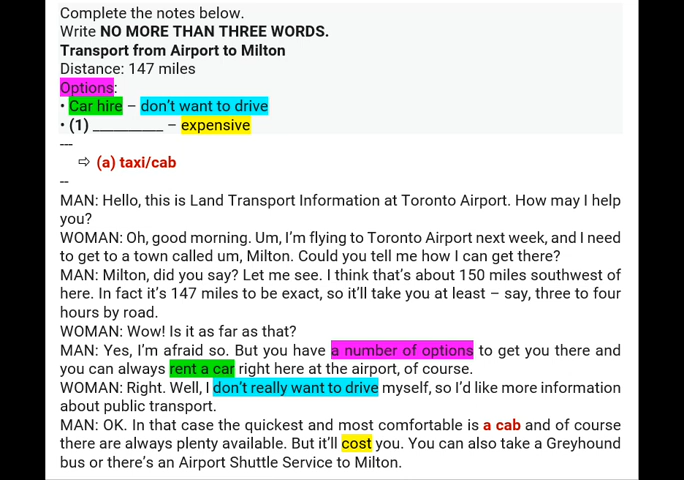 Complete the notes below.
Write NO MORE THAN THREE WORDS.
Transport from Airport to Milton
Distance: 147 miles
Options:
• Car hire – don't want to drive
• (1) __________ – expensive
---
⇨ (a) taxi/cab
--
MAN: Hello, this is Land Transport Information at Toronto Airport. How may I help
you?
WOMAN: Oh, good morning. Um, I'm flying to Toronto Airport next week, and I need
to get to a town called um, Milton. Could you tell me how I can get there?
MAN: Milton, did you say? Let me see. I think that's about 150 miles southwest of
here. In fact it's 147 miles to be exact, so it'll take you at least – say, three to four
hours by road.
WOMAN: Wow! Is it as far as that?
MAN: Yes, I'm afraid so. But you have a number of options to get you there and
you can always rent a car right here at the airport, of course.
WOMAN: Right. Well, I don't really want to drive myself, so I'd like more information
about public transport.
MAN: OK. In that case the quickest and most comfortable is a cab and of course
there are always plenty available. But it'll cost you. You can also take a Greyhound
bus or there's an Airport Shuttle Service to Milton.